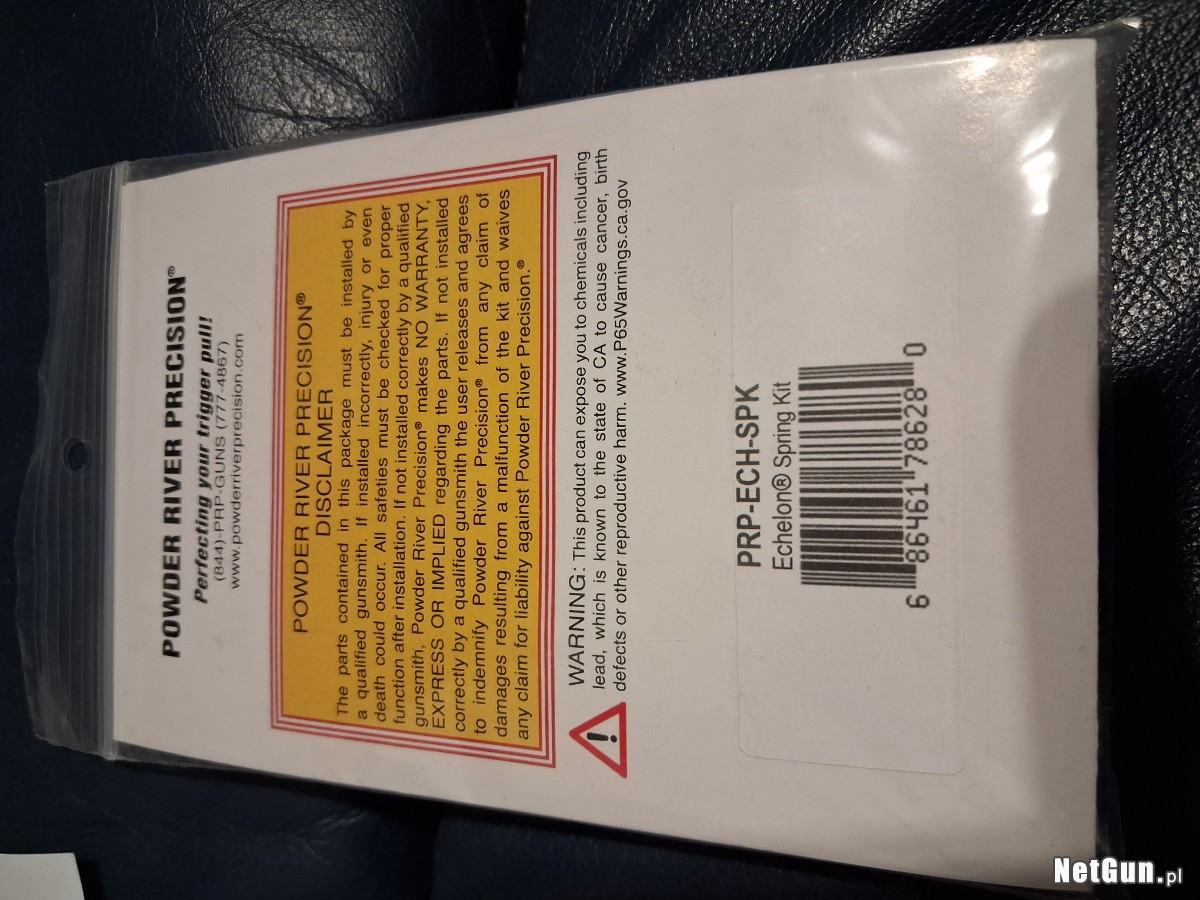 POWDER RIVER PRECISION®
Perfecting your trigger pull!
(844)-PRP-GUNS (777-4867)
www.powderriverprecision.com
POWDER RIVER PRECISION®
DISCLAIMER
The parts contained in this package must be installed by
a qualified gunsmith. If installed incorrectly, injury or even
death could occur. All safeties must be checked for proper
function after installation. If not installed correctly by a qualified
gunsmith, Powder River Precision® makes NO WARRANTY,
EXPRESS OR IMPLIED regarding the parts. If not installed
correctly by a qualified gunsmith the user releases and agrees
to indemnify Powder River Precision® from any claim of
damages resulting from a malfunction of the kit and waives
any claim for liability against Powder River Precision.®
WARNING: This product can expose you to chemicals including
lead, which is known to the state of CA to cause cancer, birth
defects or other reproductive harm. www.P65Warnings.ca.gov
PRP-ECH-SPK
Echelon® Spring Kit
6 86461 78628 0
NetGun.pl